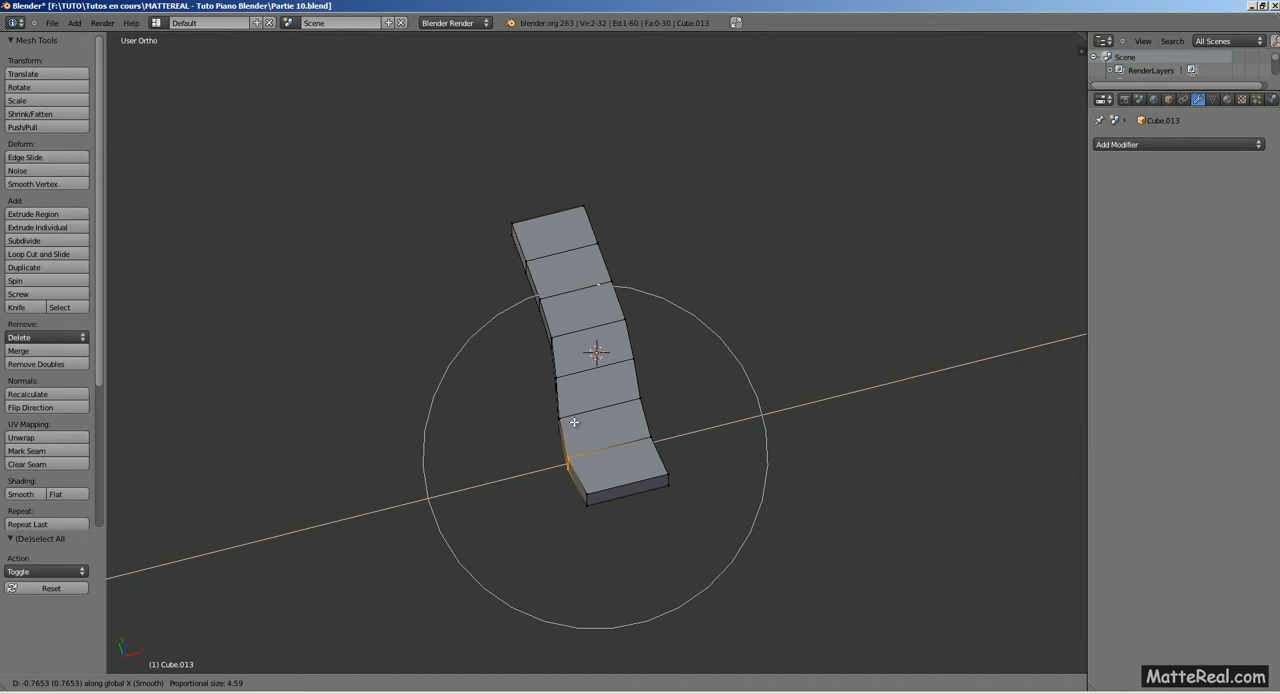 Blender* [F:\TUTO\Tutos en cours\MATTEREAL - Tuto Piano Blender\Partie 10.blend]
File Add Render Help Default Scene Blender Render blender.org 263 | Ve:2-32 | Ed:1-60 | Fa:0-30 | Cube.013
Mesh Tools
Transform:
Translate
Rotate
Scale
Shrink/Fatten
Push/Pull
Deform:
Edge Slide
Noise
Smooth Vertex
Add:
Extrude Region
Extrude Individual
Subdivide
Loop Cut and Slide
Duplicate
Spin
Screw
Knife Select
Remove:
Delete
Merge
Remove Doubles
Normals:
Recalculate
Flip Direction
UV Mapping:
Unwrap
Mark Seam
Clear Seam
Shading:
Smooth Flat
Repeat:
Repeat Last
(De)select All
Action
Toggle
Reset
User Ortho
(1) Cube.013
D: -0.7653 (0.7653) along global X (Smooth) Proportional size: 4.59
View Search All Scenes
Scene
RenderLayers
Cube.013
Add Modifier
MatteReal.com